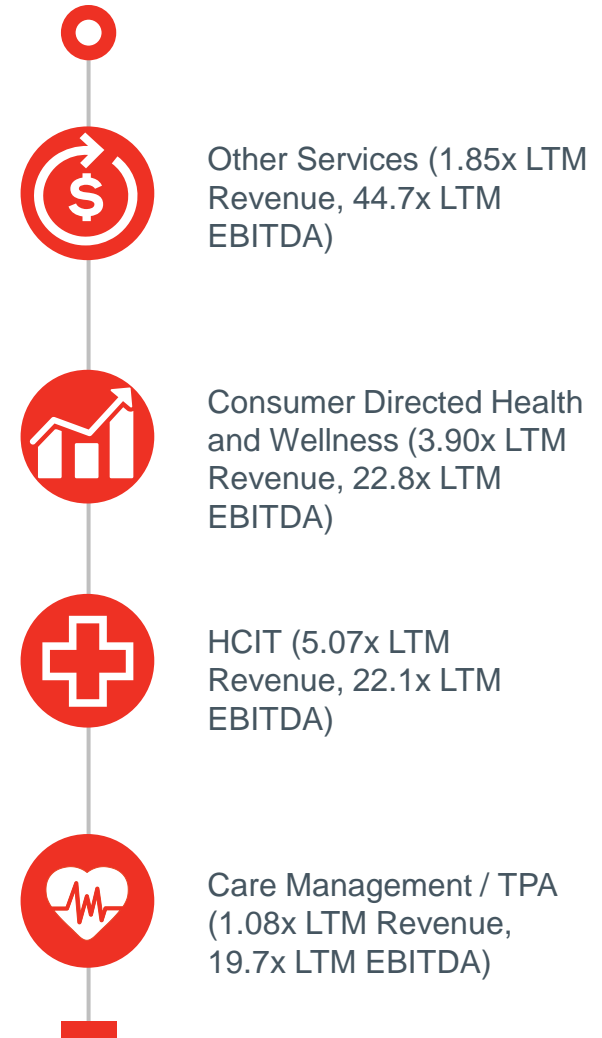 $
Other Services (1.85x LTM
Revenue, 44.7x LTM
EBITDA)
Consumer Directed Health
and Wellness (3.90x LTM
Revenue, 22.8x LTM
EBITDA)
HCIT (5.07x LTM
Revenue, 22.1x LTM
EBITDA)
Care Management / TPA
(1.08x LTM Revenue,
19.7x LTM EBITDA)